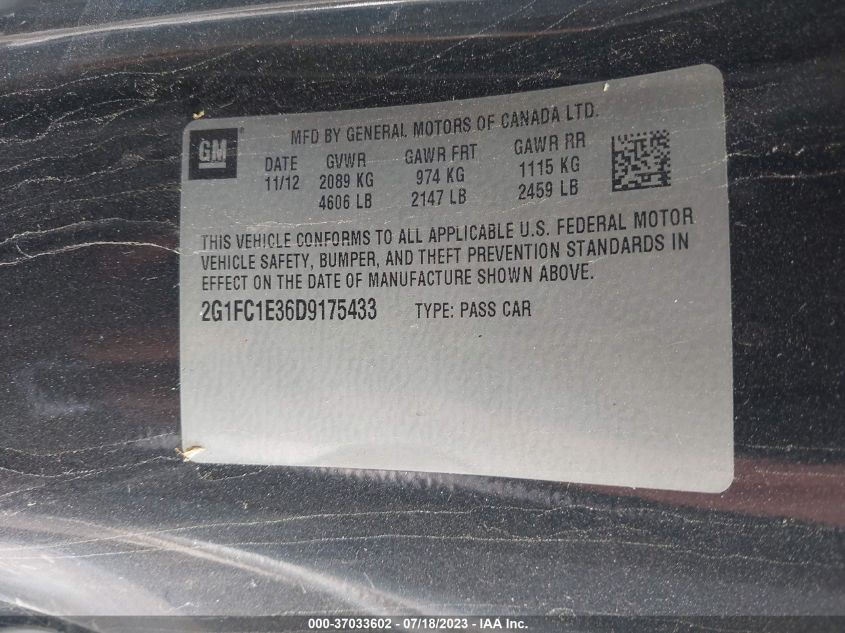 GM
MFD BY GENERAL MOTORS OF CANADA LTD.
DATE GVWR GAWR FRT GAWR RR
11/12 2089 KG 974 KG 1115 KG
4606 LB 2147 LB 2459 LB
THIS VEHICLE CONFORMS TO ALL APPLICABLE U.S. FEDERAL MOTOR
VEHICLE SAFETY, BUMPER, AND THEFT PREVENTION STANDARDS IN
EFFECT ON THE DATE OF MANUFACTURE SHOWN ABOVE.
2G1FC1E36D9175433 TYPE: PASS CAR
000-37033602 - 07/18/2023 - IAA Inc.